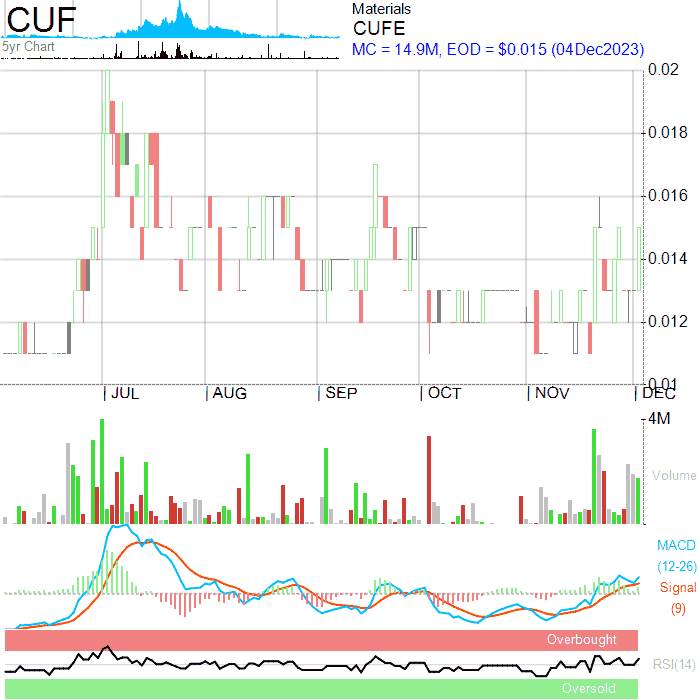 CUF
5yr Chart
Materials
CUFE
MC = 14.9M, EOD = $0.015 (04Dec2023)
0.02
0.018
0.016
0.014
0.012
0.01
JUL AUG SEP OCT NOV DEC
4M
Volume
MACD
(12-26)
Signal
(9)
Overbought
RSI(14)
Oversold